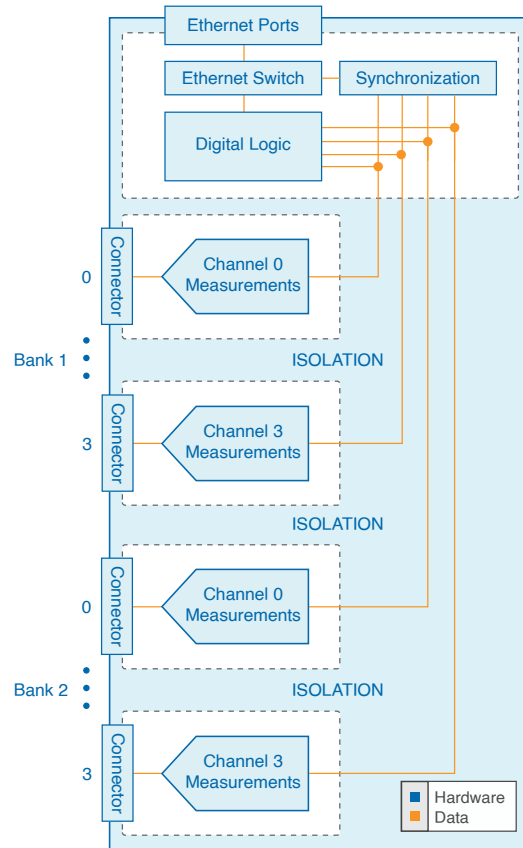 Ethernet Ports
Ethernet Switch
Synchronization
Digital Logic
0
Connector
Channel 0
Measurements
Bank 1
ISOLATION
3
Connector
Channel 3
Measurements
ISOLATION
0
Connector
Channel 0
Measurements
Bank 2
ISOLATION
3
Connector
Channel 3
Measurements
Hardware
Data